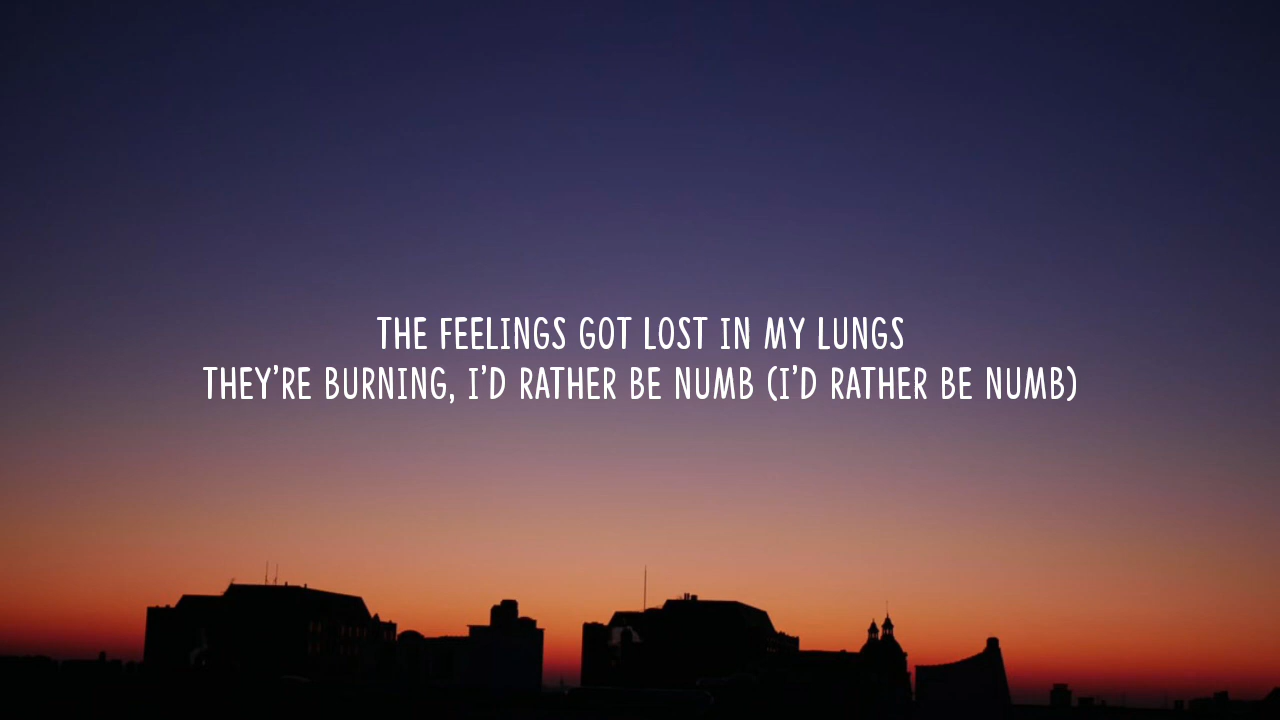 THE FEELINGS GOT LOST IN MY LUNGS
THEY'RE BURNING, I'D RATHER BE NUMB (I'D RATHER BE NUMB)